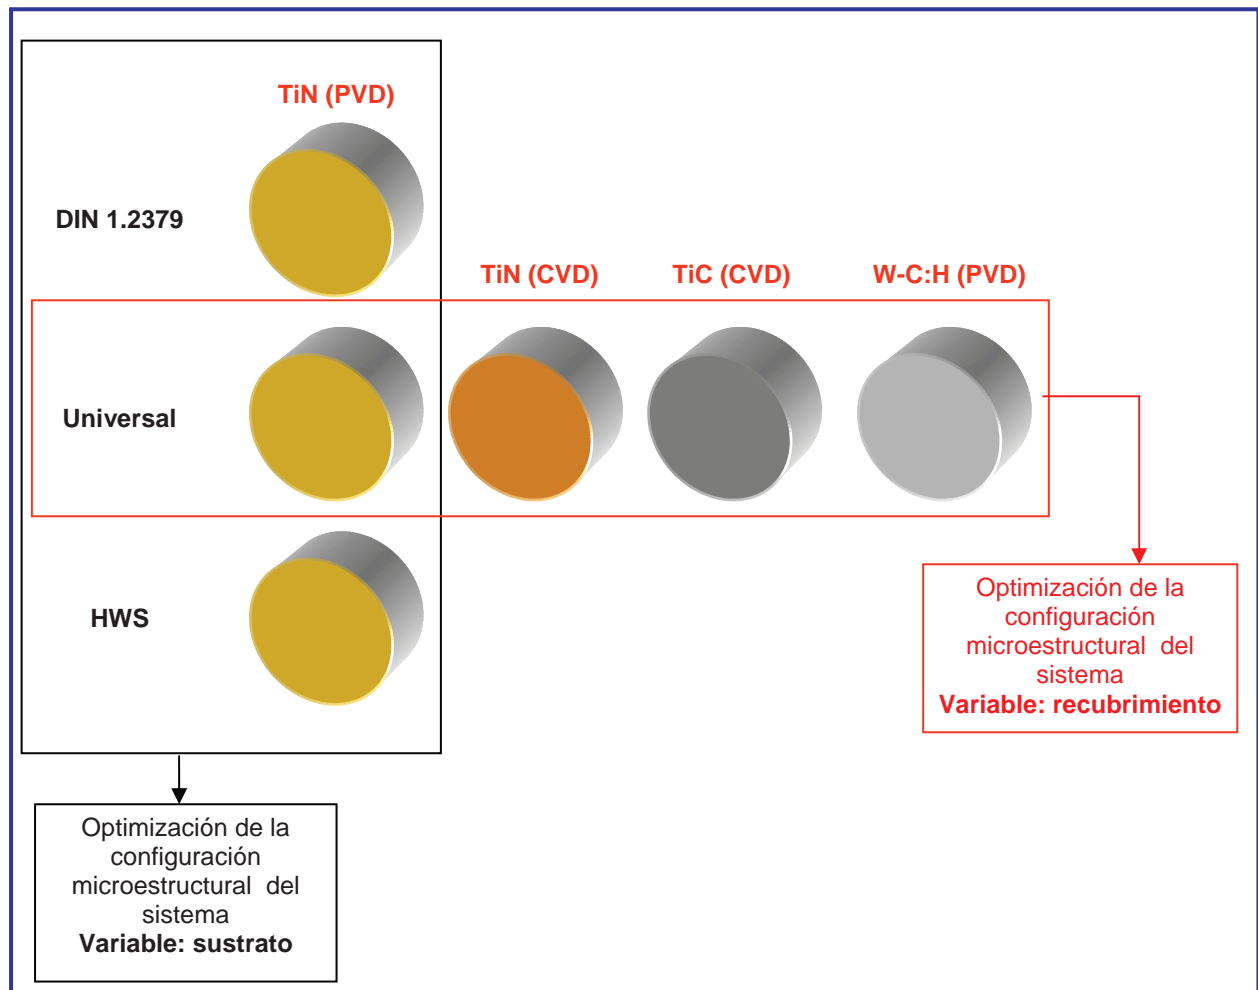 TiN (PVD)
DIN 1.2379
TiN (CVD)
TiC (CVD)
W-C:H (PVD)
Universal
HWS
Optimización de la
configuración
microestructural del
sistema
Variable: recubrimiento
Optimización de la
configuración
microestructural del
sistema
Variable: sustrato